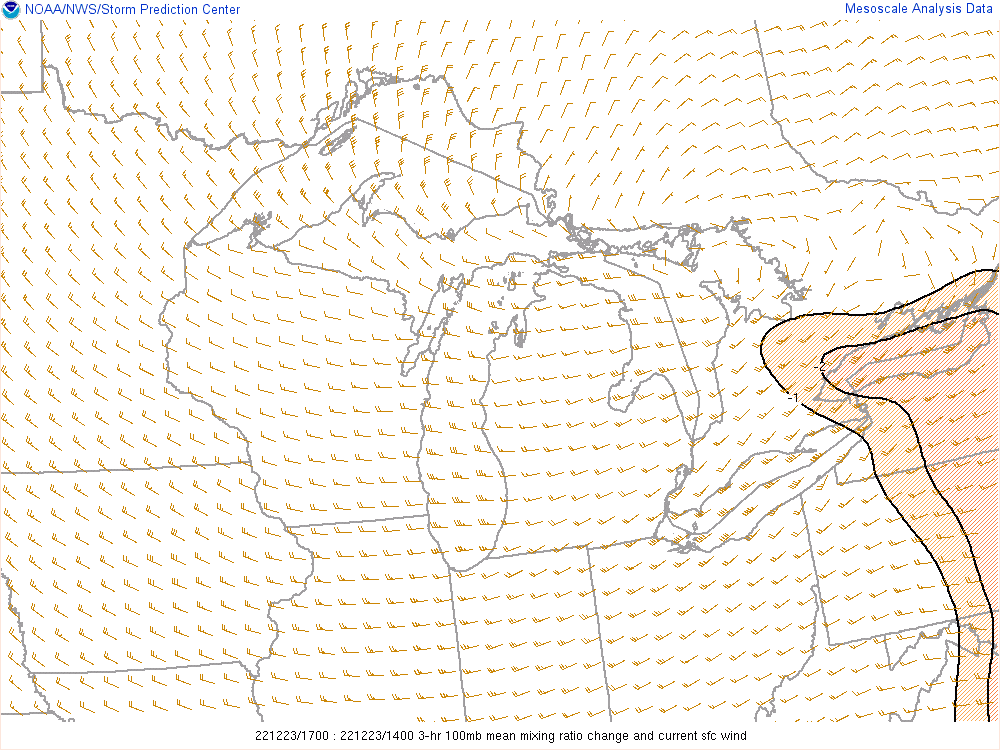 NOAA/NWS/Storm Prediction Center
Mesoscale Analysis Data
-2
-1
221223/1700 : 221223/1400 3-hr 100mb mean mixing ratio change and current sfc wind